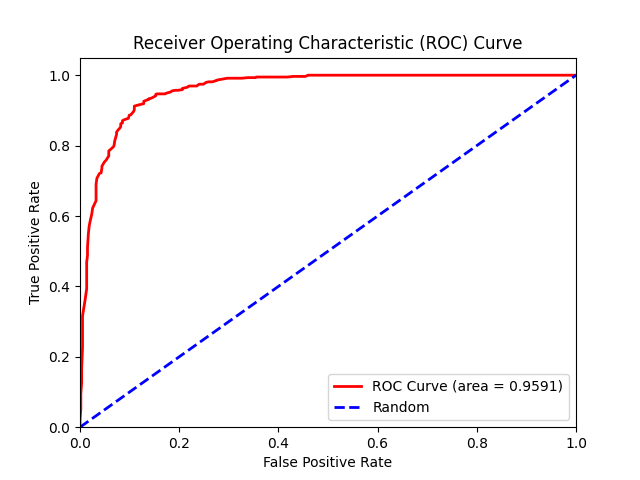 Receiver Operating Characteristic (ROC) Curve
1.0
0.8
0.6
0.4
0.2
0.0
True Positive Rate
ROC Curve (area = 0.9591)
Random
0.0 0.2 0.4 0.6 0.8 1.0
False Positive Rate